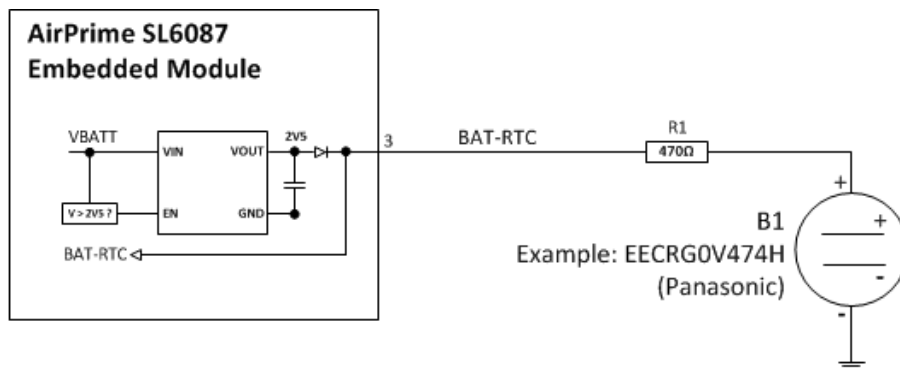 AirPrime SL6087
Embedded Module
VBATT
VIN
VOUT
2V5
3
BAT-RTC
R1
470Ω
V > 2V5 ?
EN
GND
BAT-RTC
+
+
B1
Example: EECRG0V474H
(Panasonic)
-
-